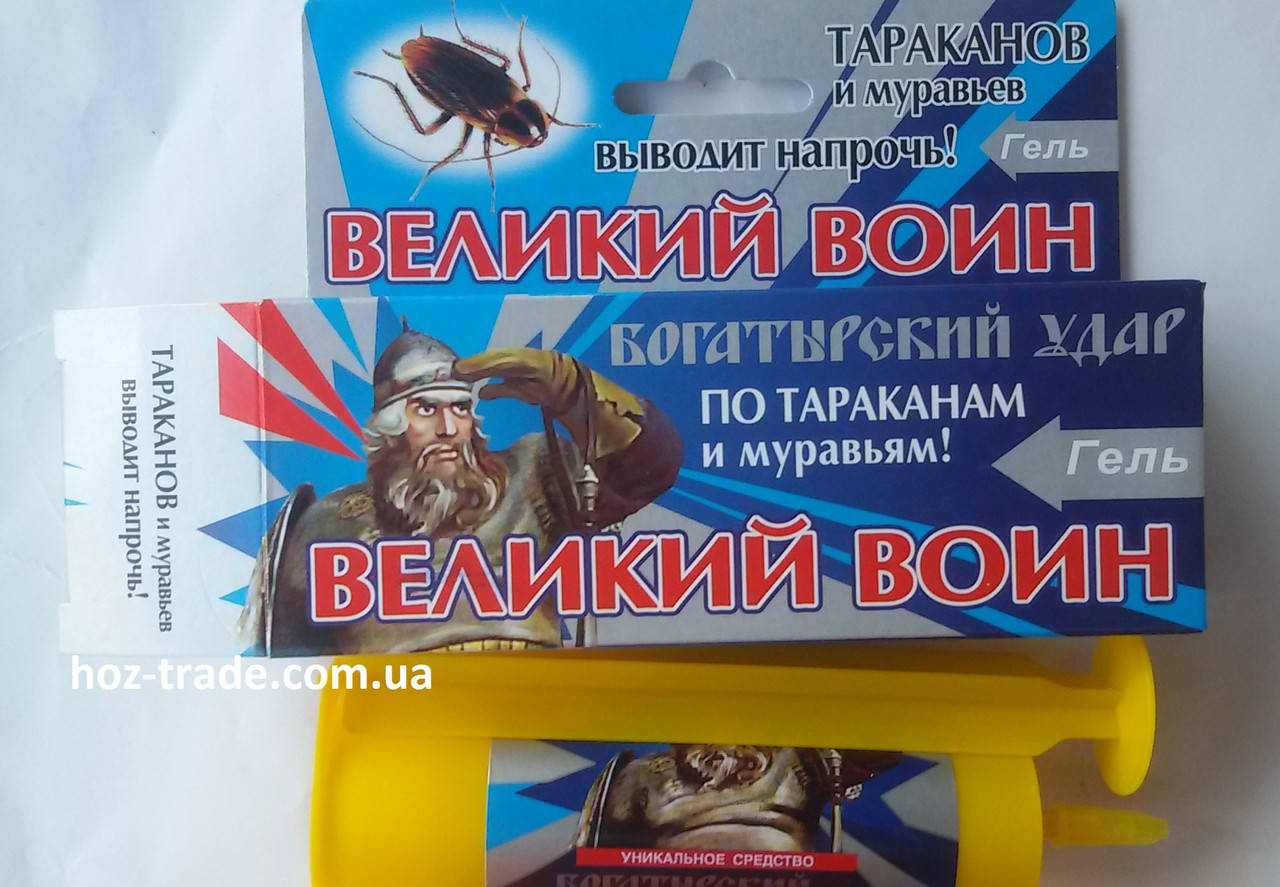 ТАРАКАНОВ
и муравьев
выводит напрочь!
Гель
ВЕЛИКИЙ ВОИН
БОГАТЫРСКИЙ УДАР
ПО ТАРАКАНАМ
и муравьям!
Гель
ВЕЛИКИЙ ВОИН
ТАРАКАНОВ и муравьев
выводит напрочь!
hoz-trade.com.ua
УНИКАЛЬНОЕ СРЕДСТВО
БОГАТЫРСКИЙ